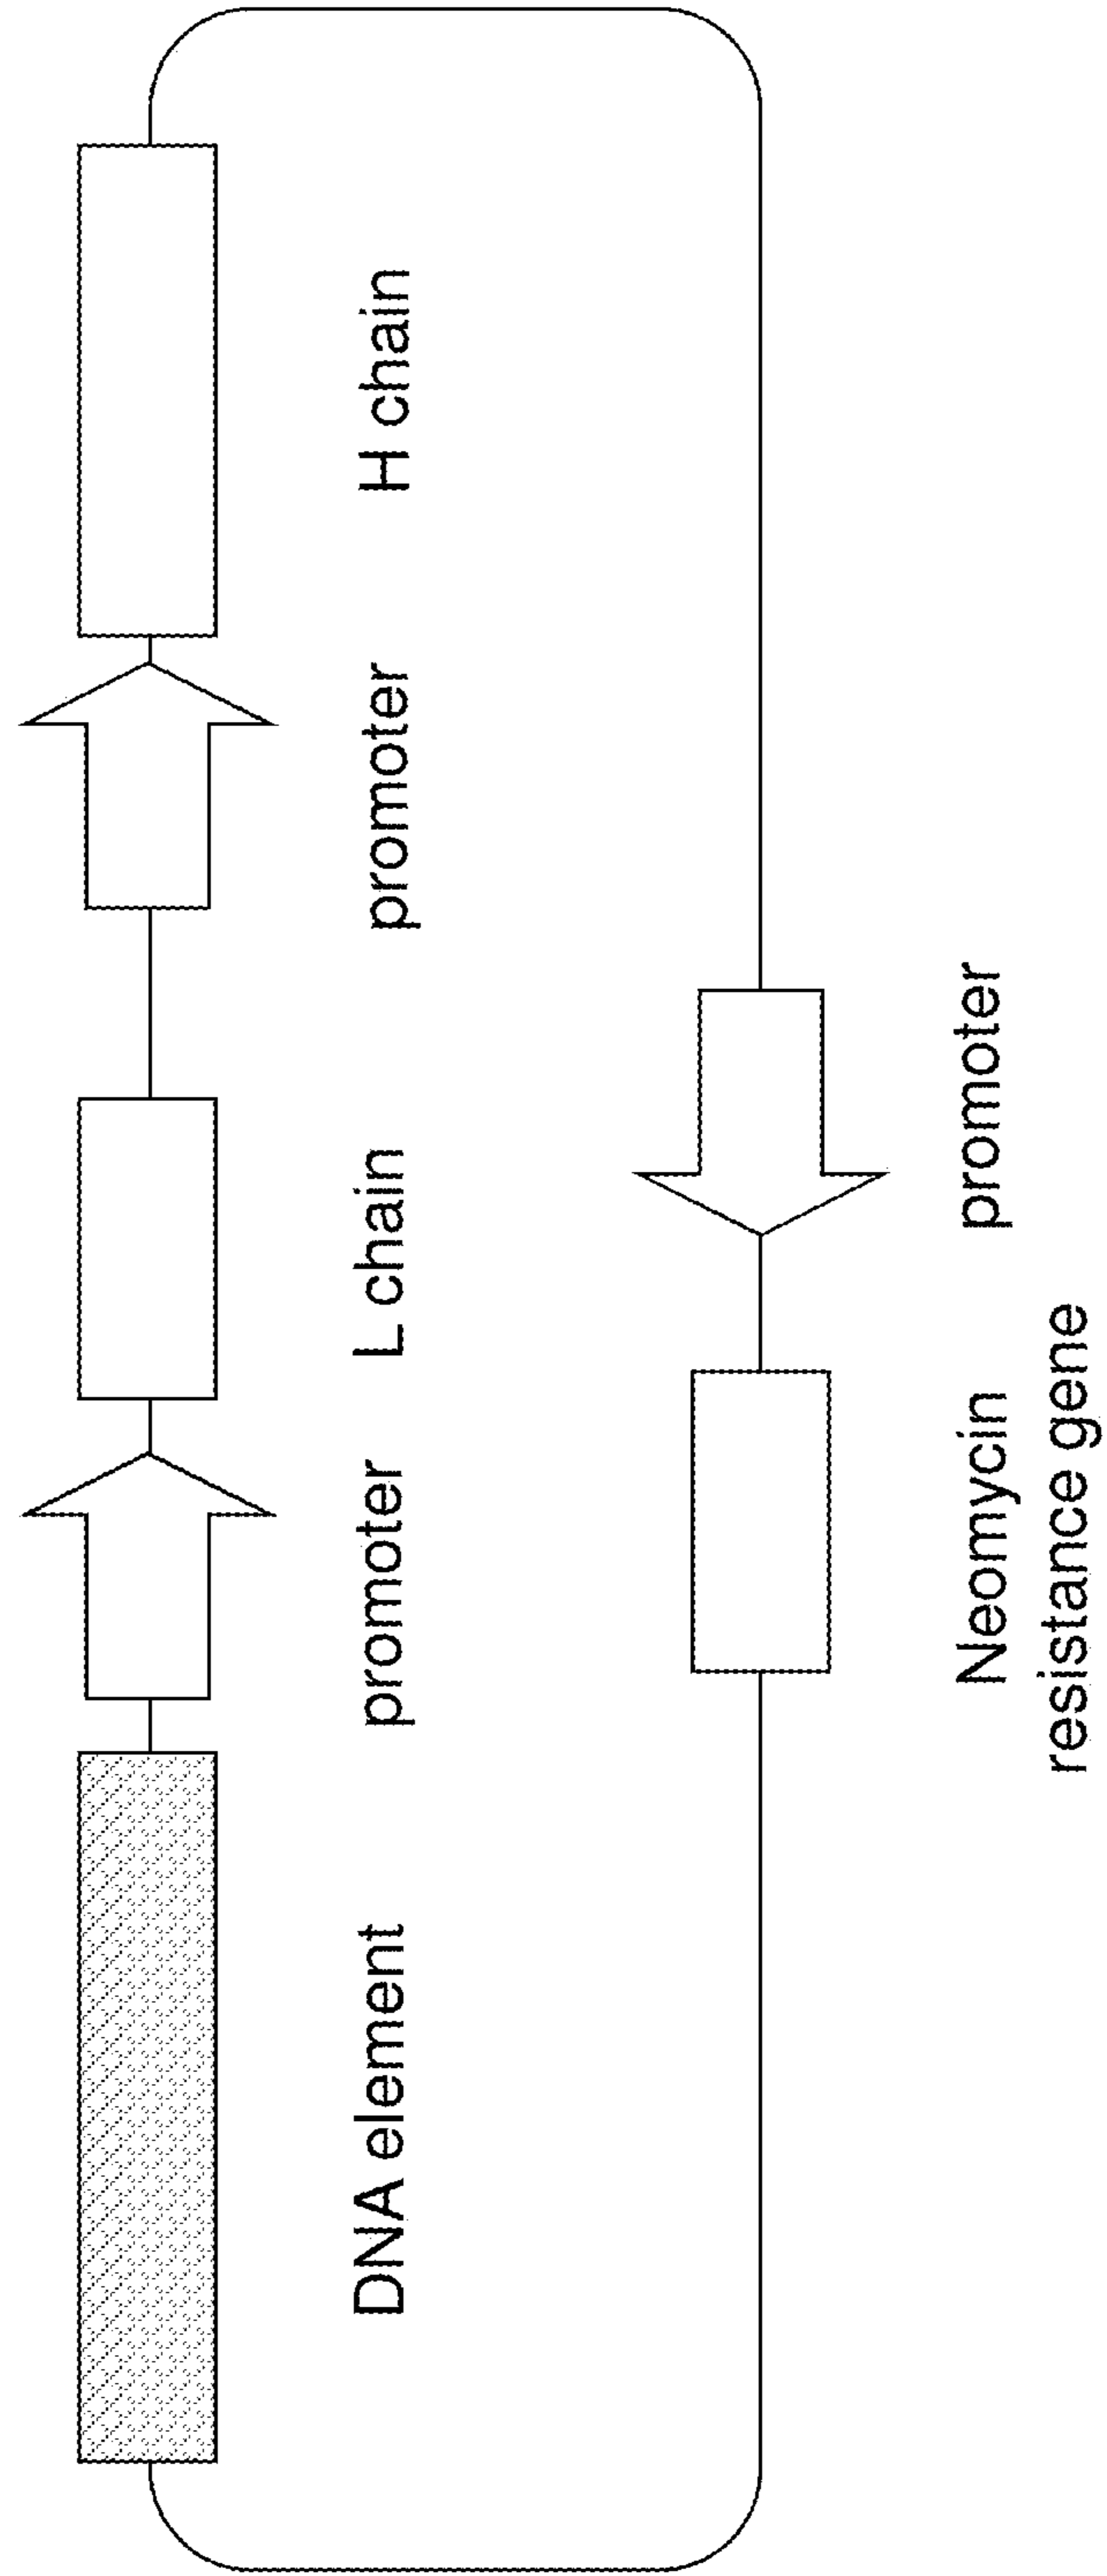 DNA element
promoter
L chain
promoter
H chain
Neomycin
resistance gene
promoter